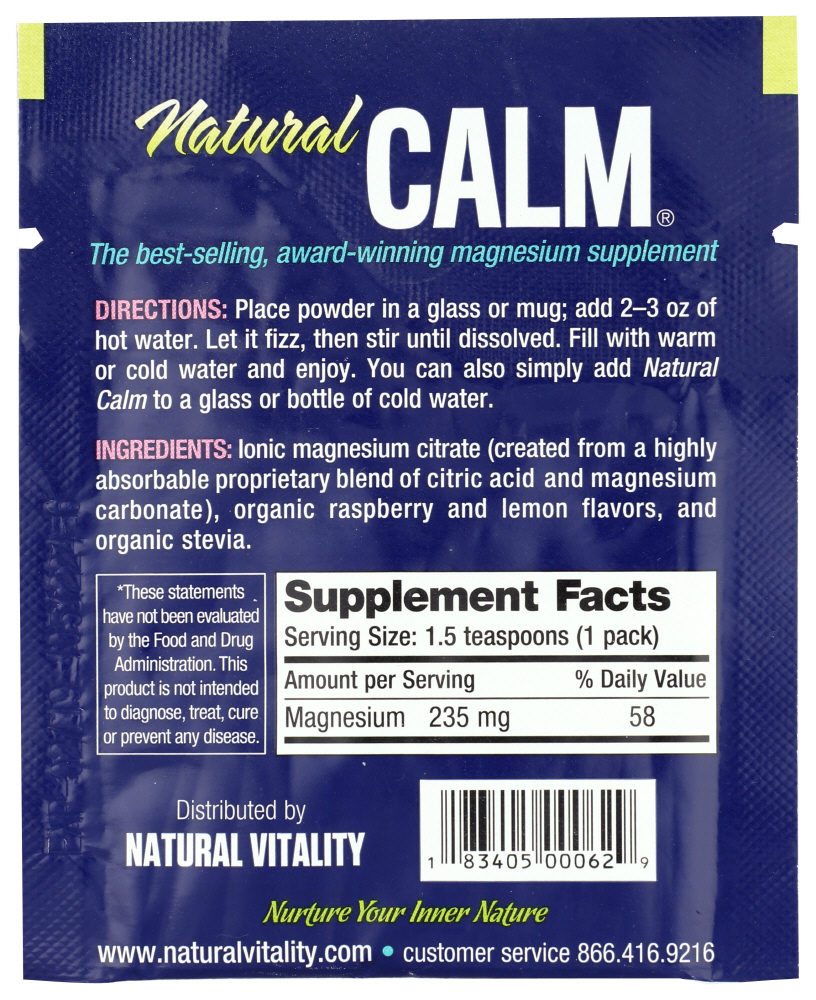 Natural CALM®
The best-selling, award-winning magnesium supplement
DIRECTIONS: Place powder in a glass or mug; add 2–3 oz of
hot water. Let it fizz, then stir until dissolved. Fill with warm
or cold water and enjoy. You can also simply add Natural
Calm to a glass or bottle of cold water.
INGREDIENTS: Ionic magnesium citrate (created from a highly
absorbable proprietary blend of citric acid and magnesium
carbonate), organic raspberry and lemon flavors, and
organic stevia.
*These statements
have not been evaluated
by the Food and Drug
Administration. This
product is not intended
to diagnose, treat, cure
or prevent any disease.
Supplement Facts
Serving Size: 1.5 teaspoons (1 pack)
Amount per Serving % Daily Value
Magnesium 235 mg 58
Distributed by
NATURAL VITALITY
1 83405 00062 9
Nurture Your Inner Nature
www.naturalvitality.com • customer service 866.416.9216